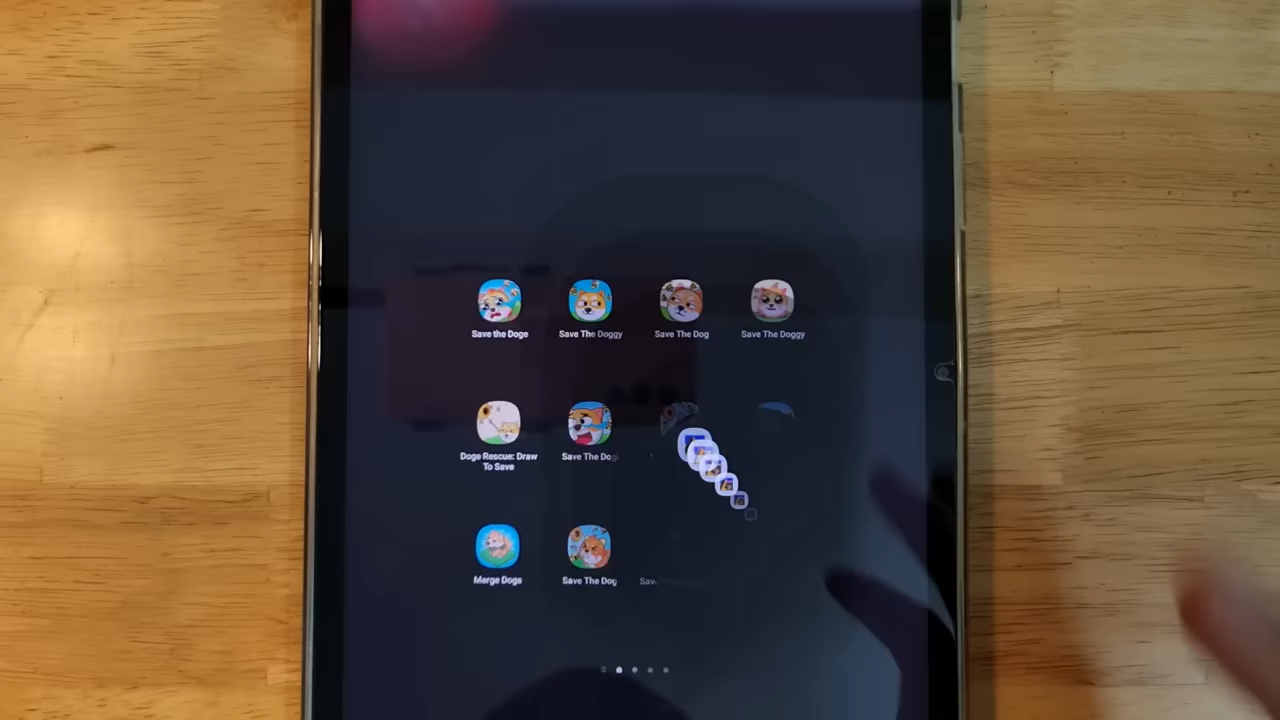 Save the Doge
Save The Doggy
Save The Dog
Save The Doggy
Doge Rescue: Draw
To Save
Save The
Merge Dogs
Save The Dog